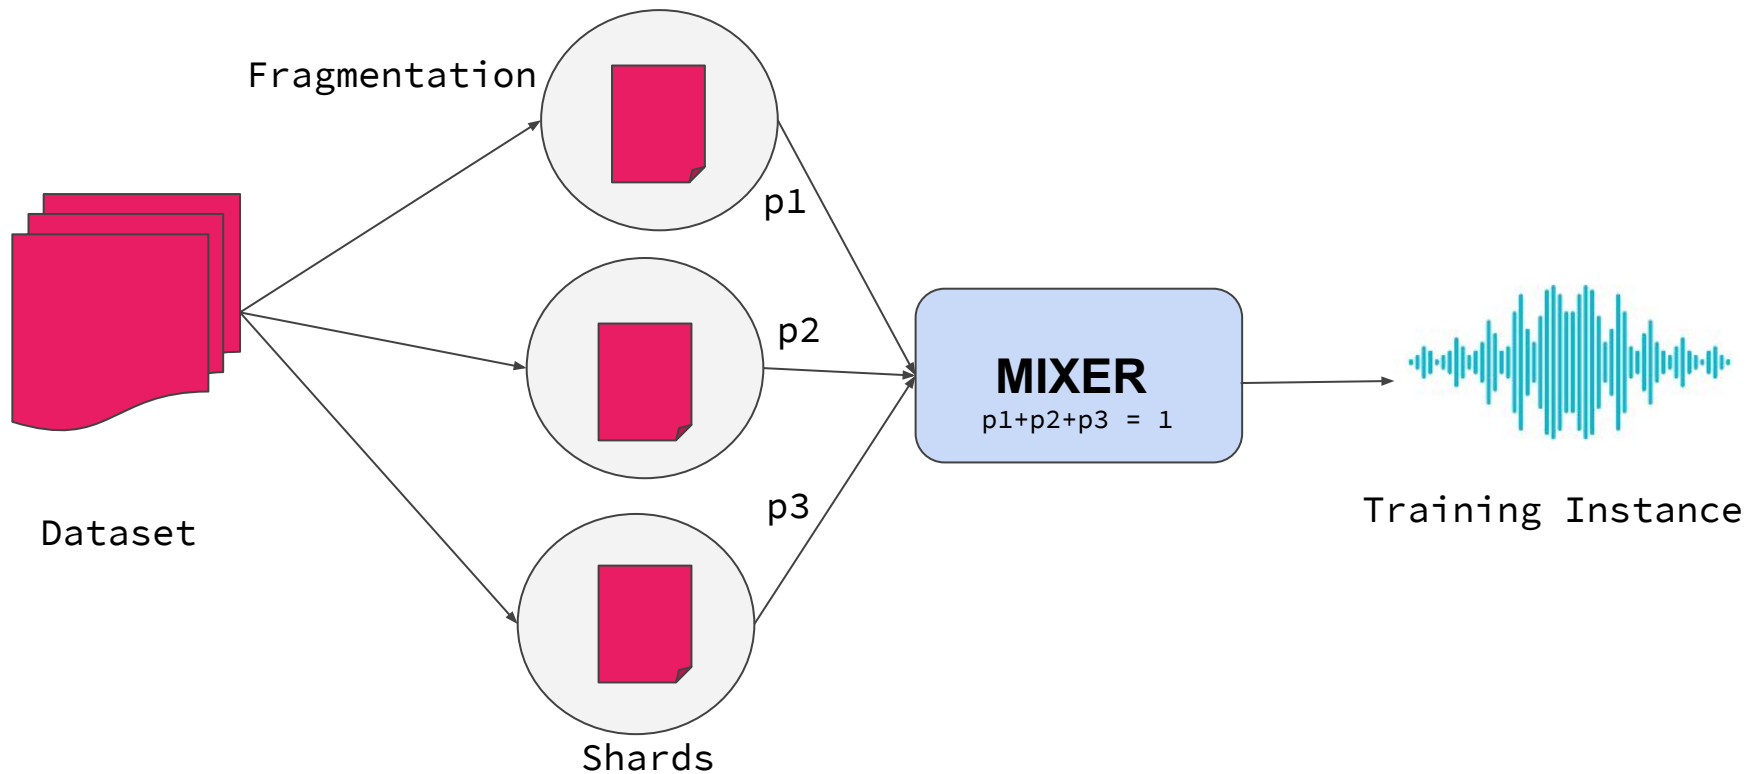 Fragmentation
p1
p2
MIXER
p1+p2+p3 = 1
p3
Dataset
Training Instance
Shards